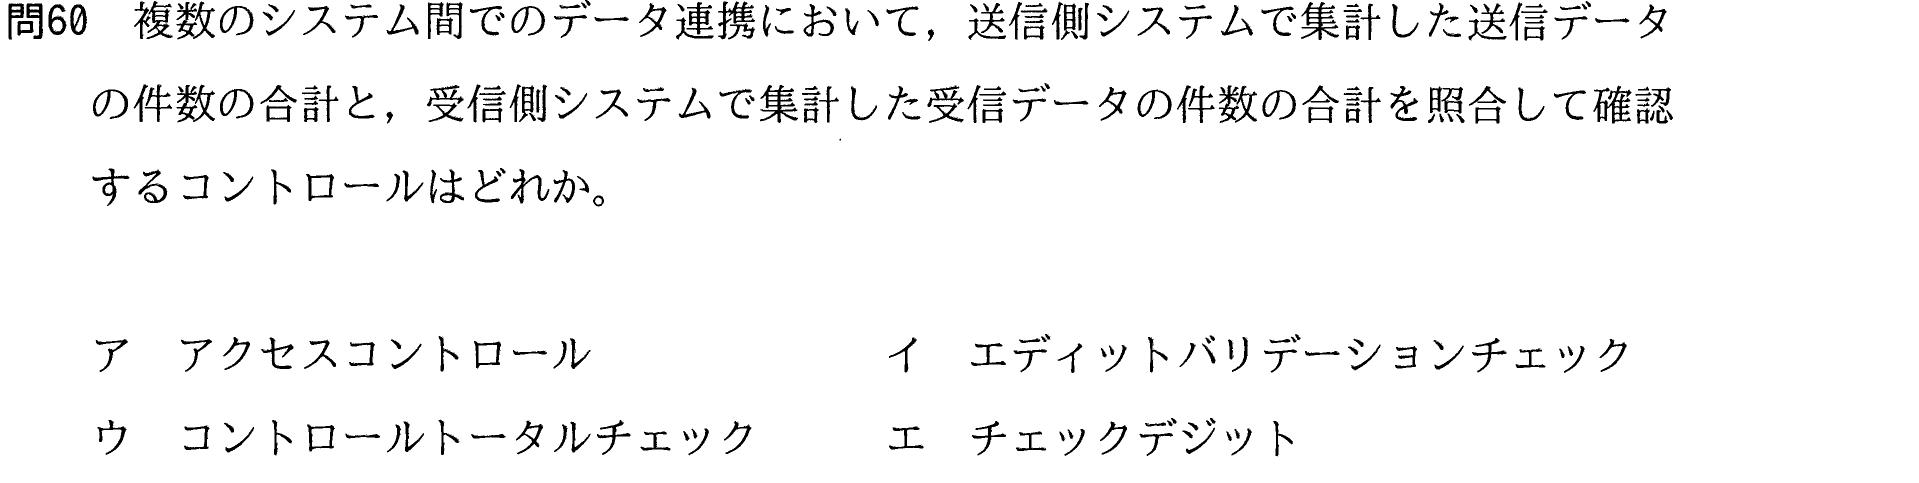 問60 複数のシステム間でのデータ連携において，送信側システムで集計した送信データ
の件数の合計と，受信側システムで集計した受信データの件数の合計を照合して確認
するコントロールはどれか。
ア アクセスコントロール イ エディットバリデーションチェック
ウ コントロールトータルチェック エ チェックデジット